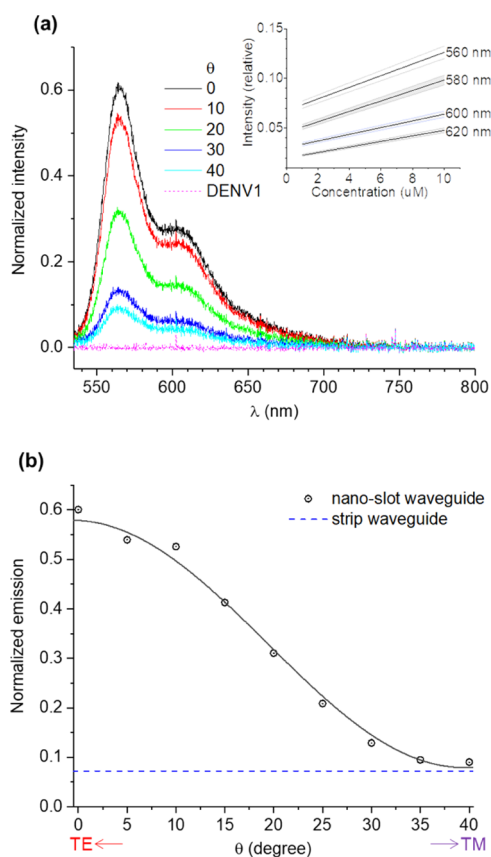 (a)
Normalized intensity
0.6
0.4
0.2
0.0
550
600
650
700
750
800
λ (nm)
θ
0
10
20
30
40
DENV1
Intensity (relative)
0.15
0.10
0.05
0
2
4
6
8
10
Concentration (uM)
560 nm
580 nm
600 nm
620 nm
(b)
Normalized emission
0.6
0.5
0.4
0.3
0.2
0.1
0.0
0
5
10
15
20
25
30
35
40
nano-slot waveguide
strip waveguide
TE ←
θ (degree)
→ TM